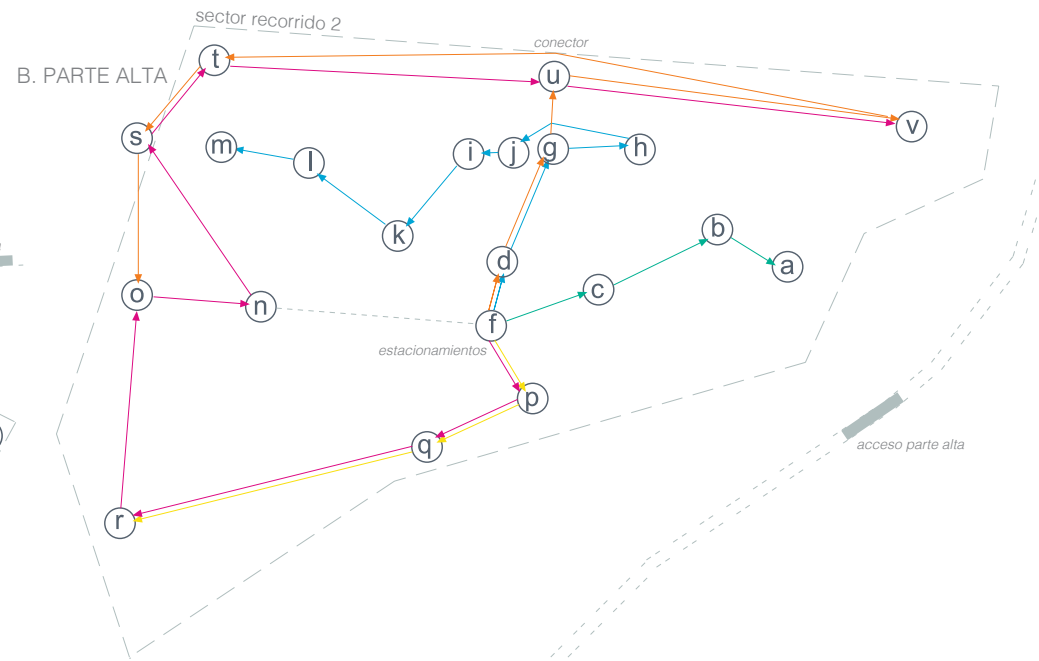 sector recorrido 2
conector
B. PARTE ALTA
t
u
v
s
m
l
i
j
g
h
k
b
d
a
c
o
n
f
estacionamientos
p
acceso parte alta
q
r